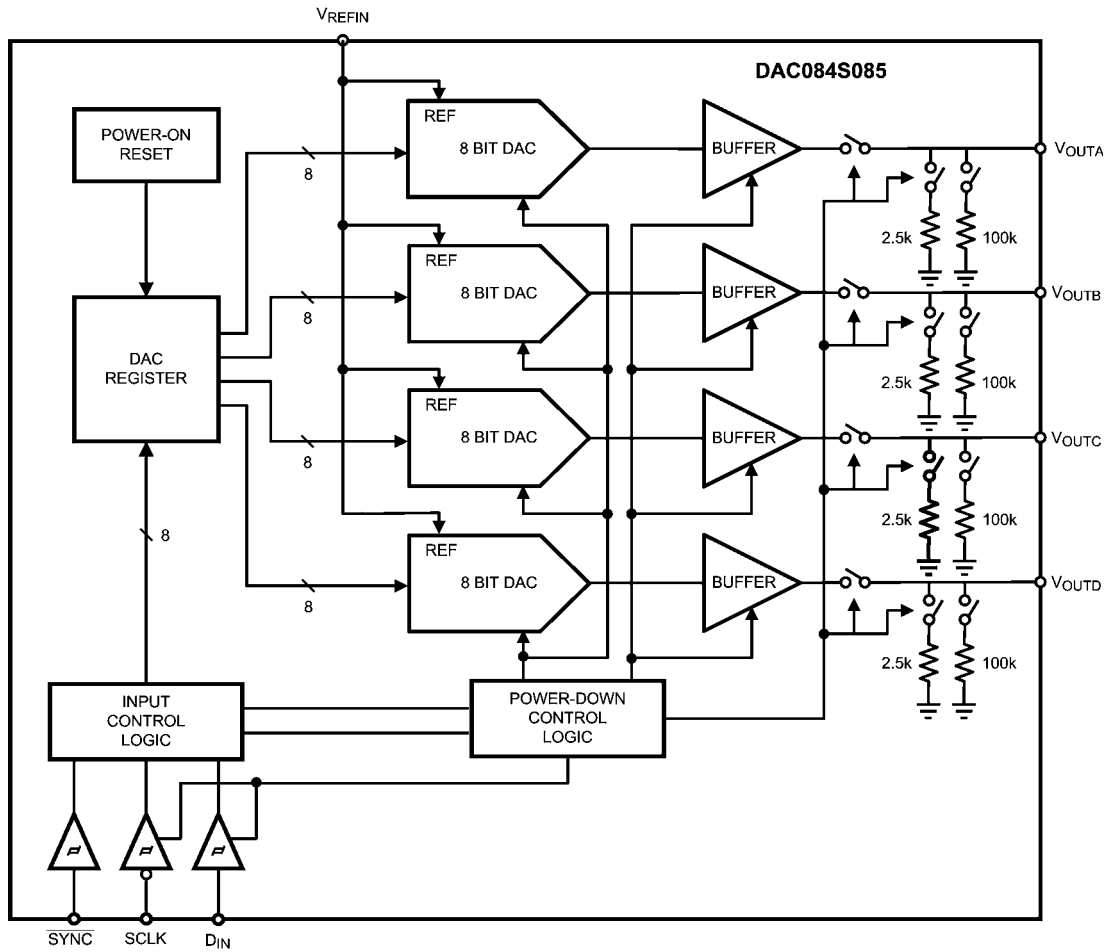 VREFIN
DAC084S085
POWER-ON
RESET
REF
8 BIT DAC
BUFFER
VOUTA
8
2.5k
100k
REF
8 BIT DAC
BUFFER
VOUTB
8
2.5k
100k
DAC
REGISTER
REF
8 BIT DAC
BUFFER
VOUTC
8
2.5k
100k
8
REF
8 BIT DAC
BUFFER
VOUTD
8
2.5k
100k
INPUT
CONTROL
LOGIC
POWER-DOWN
CONTROL
LOGIC
SYNC
SCLK
DIN